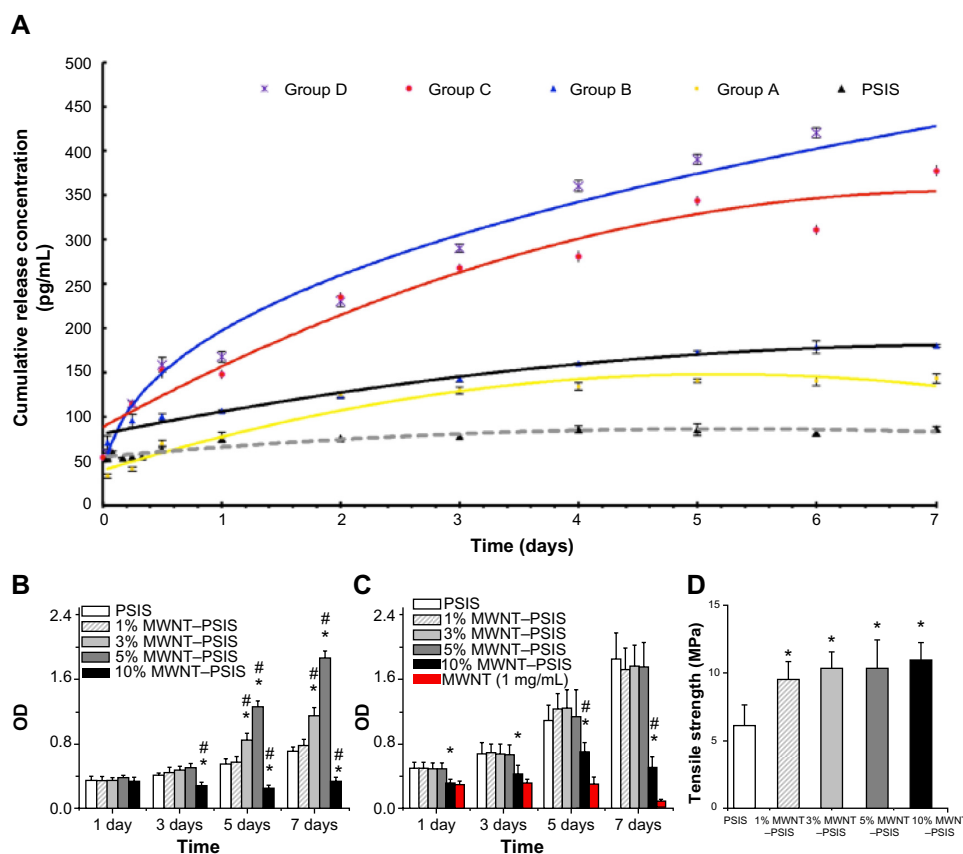 A
500
450
400
350
300
250
200
150
100
50
0
Cumulative release concentration
(pg/mL)
Group D
Group C
Group B
Group A
PSIS
0
1
2
3
4
5
6
7
Time (days)
B
2.4
1.6
0.8
0.0
OD
PSIS
1% MWNT–PSIS
3% MWNT–PSIS
5% MWNT–PSIS
10% MWNT–PSIS
#
*
#
*
#
*
#
*
#
*
#
*
#
*
1 day
3 days
5 days
7 days
Time
C
2.4
1.6
0.8
0.0
OD
PSIS
1% MWNT–PSIS
3% MWNT–PSIS
5% MWNT–PSIS
10% MWNT–PSIS
MWNT (1 mg/mL)
*
*
#
*
#
*
1 day
3 days
5 days
7 days
Time
D
15
10
5
0
Tensile strength (MPa)
*
*
*
*
PSIS
1% MWNT
–PSIS
3% MWNT
–PSIS
5% MWNT
–PSIS
10% MWNT
–PSIS